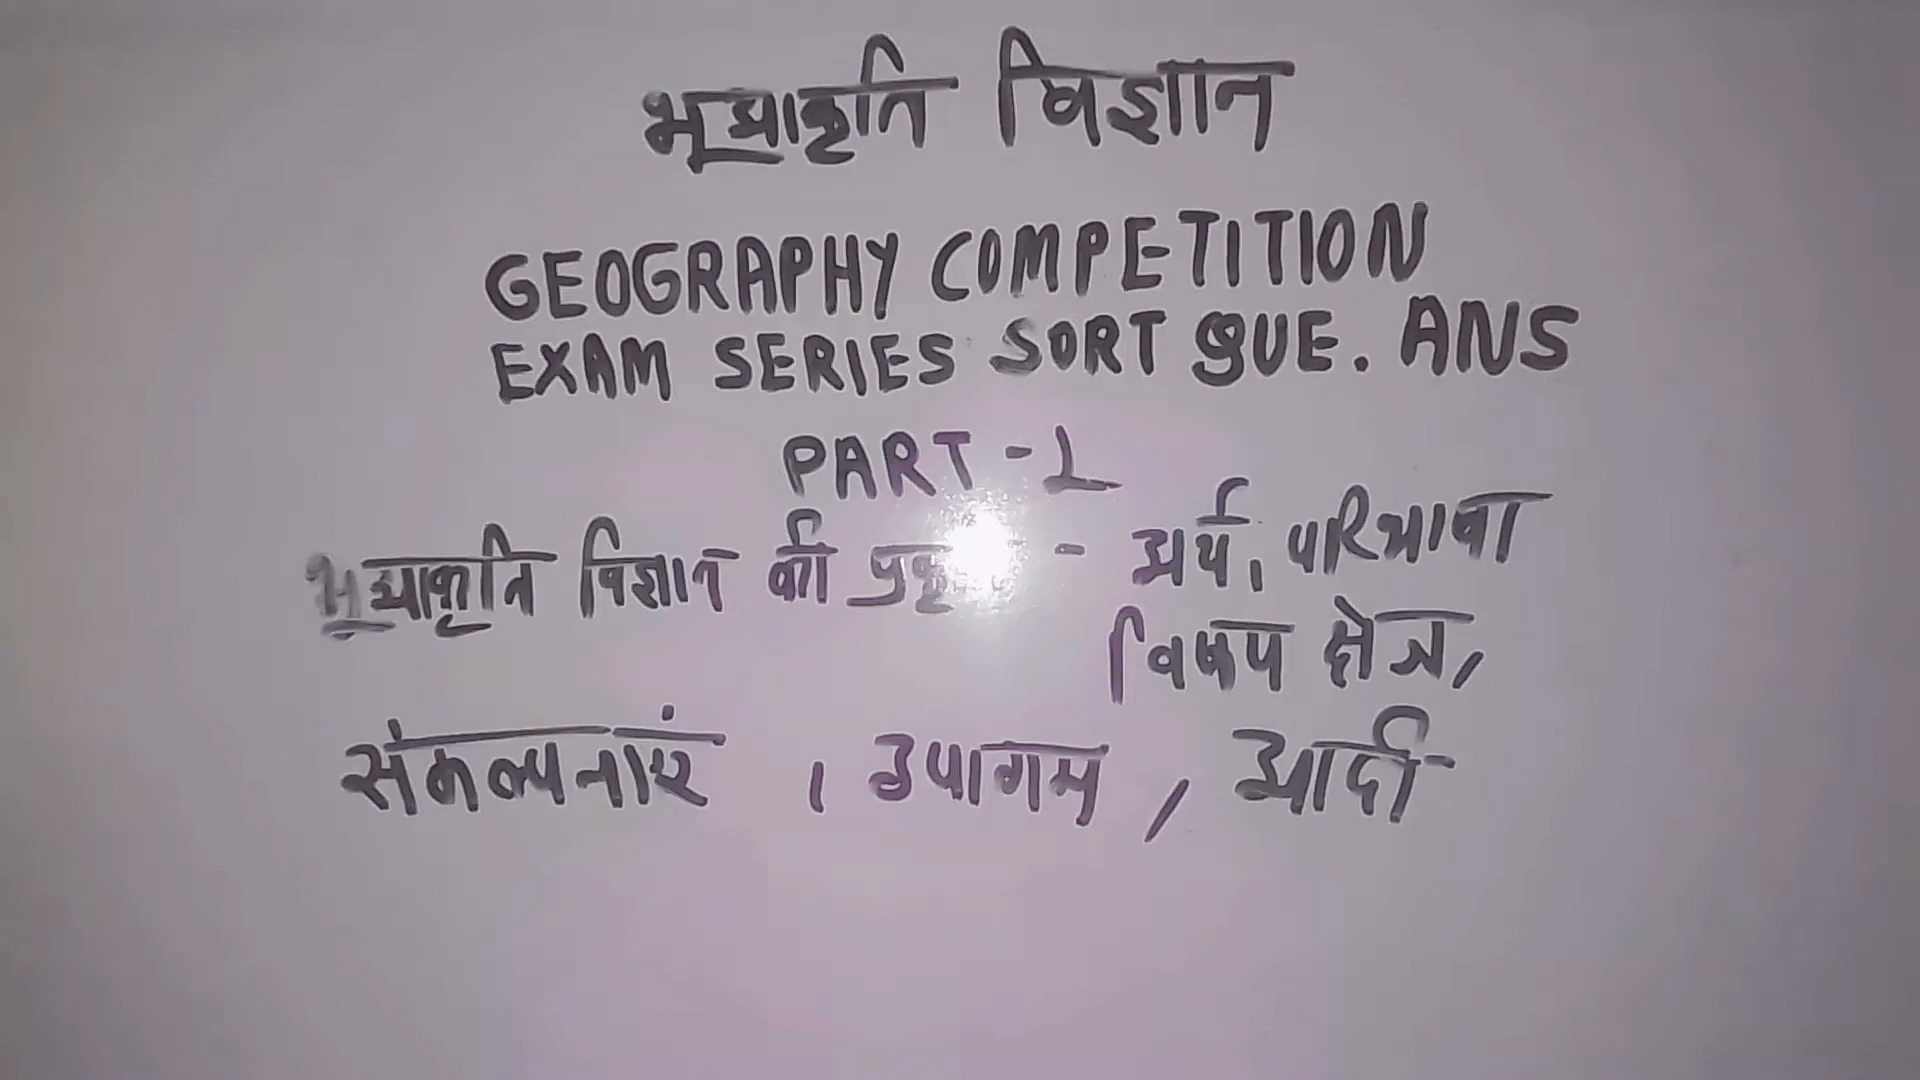 भूआकृति विज्ञान
GEOGRAPHY COMPETITION
EXAM SERIES SORT QUE. ANS
PART-1
भूआकृति विज्ञान की - अर्थ, परिभाषा
विषय क्षेत्र,
संकल्पनाएं, उपागम, आदी